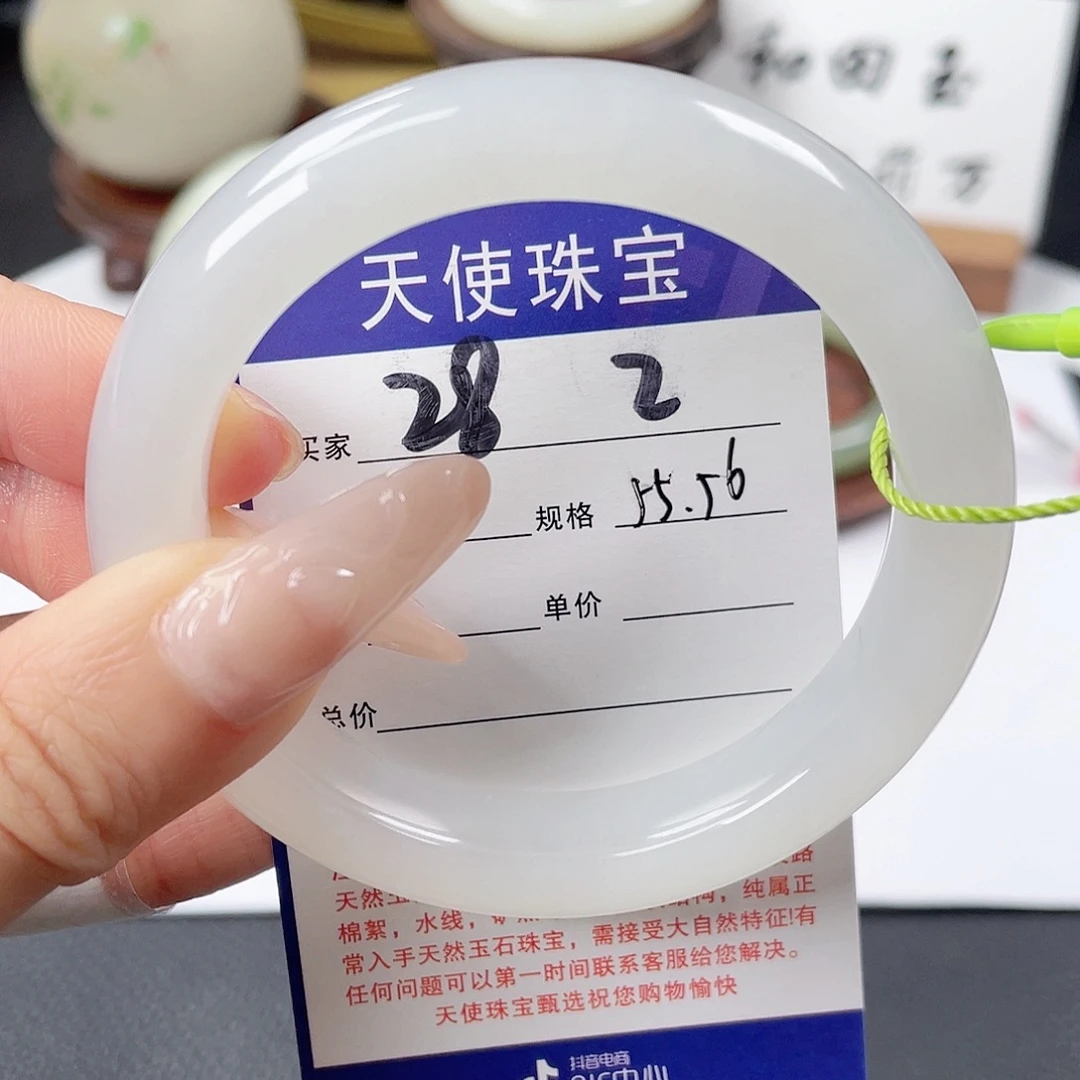 和田玉
万
天使珠宝
买家 28 2
规格 55.56
单价
总价
天然玉
棉絮，水线，矿 结构，纯属正
常入手天然玉石珠宝，需接受大自然特征!有
任何问题可以第一时间联系客服给您解决。
天使珠宝甄选祝您购物愉快
抖音电商